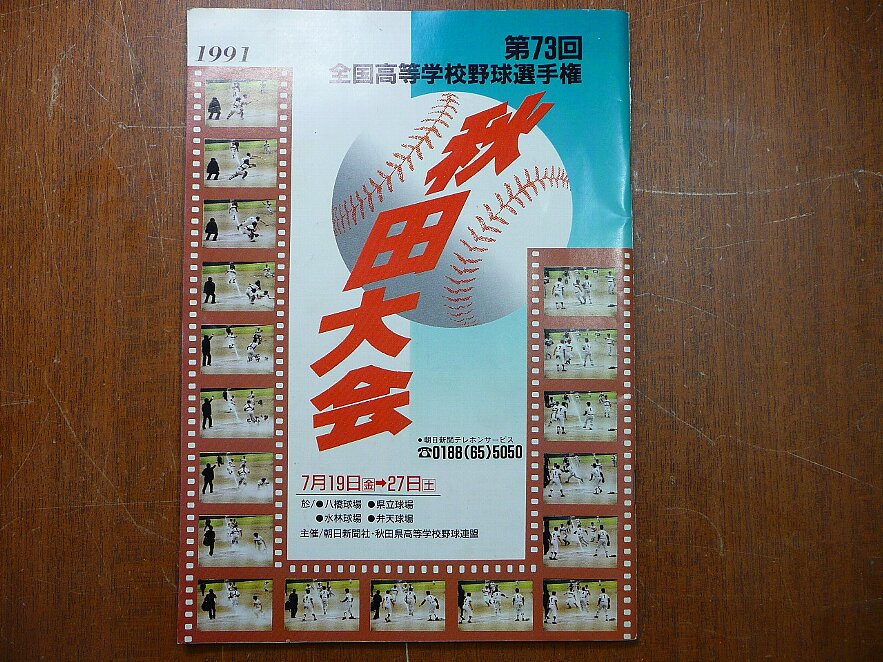 1991
第73回
全国高等学校野球選手権
秋田大会
●朝日新聞テレホンサービス
☎0188(65)5050
7月19日金➡27日土
於/●八橋球場 ●県立球場
●水林球場 ●弁天球場
主催/朝日新聞社・秋田県高等学校野球連盟